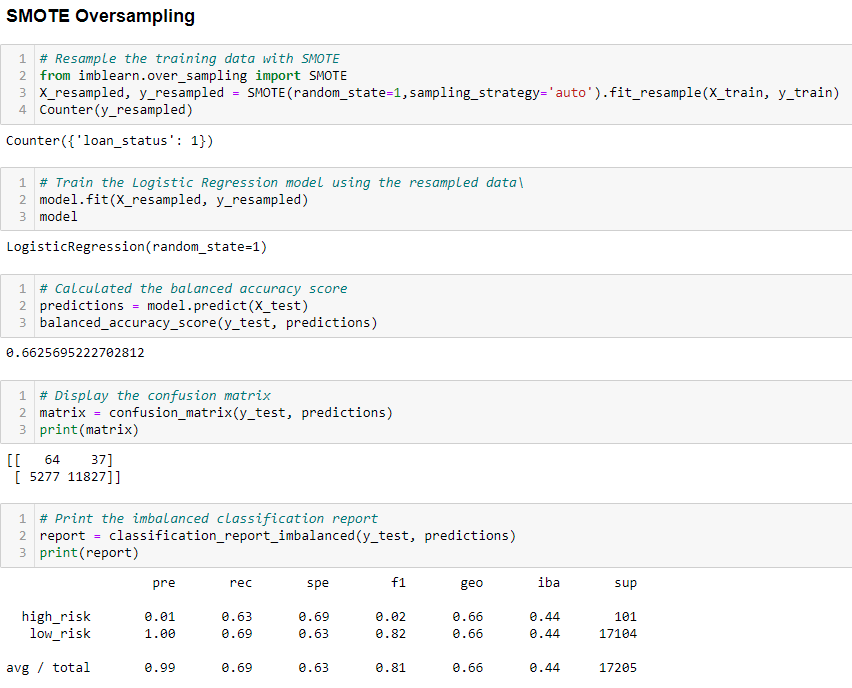 SMOTE Oversampling
1 # Resample the training data with SMOTE
2 from imblearn.over_sampling import SMOTE
3 X_resampled, y_resampled = SMOTE(random_state=1,sampling_strategy='auto').fit_resample(X_train, y_train)
4 Counter(y_resampled)
Counter({'loan_status': 1})
1 # Train the Logistic Regression model using the resampled data\
2 model.fit(X_resampled, y_resampled)
3 model
LogisticRegression(random_state=1)
1 # Calculated the balanced accuracy score
2 predictions = model.predict(X_test)
3 balanced_accuracy_score(y_test, predictions)
0.6625695222702812
1 # Display the confusion matrix
2 matrix = confusion_matrix(y_test, predictions)
3 print(matrix)
[[   64    37]
 [ 5277 11827]]
1 # Print the imbalanced classification report
2 report = classification_report_imbalanced(y_test, predictions)
3 print(report)
pre rec spe f1 geo iba sup
high_risk 0.01 0.63 0.69 0.02 0.66 0.44 101
low_risk 1.00 0.69 0.63 0.82 0.66 0.44 17104
avg / total 0.99 0.69 0.63 0.81 0.66 0.44 17205